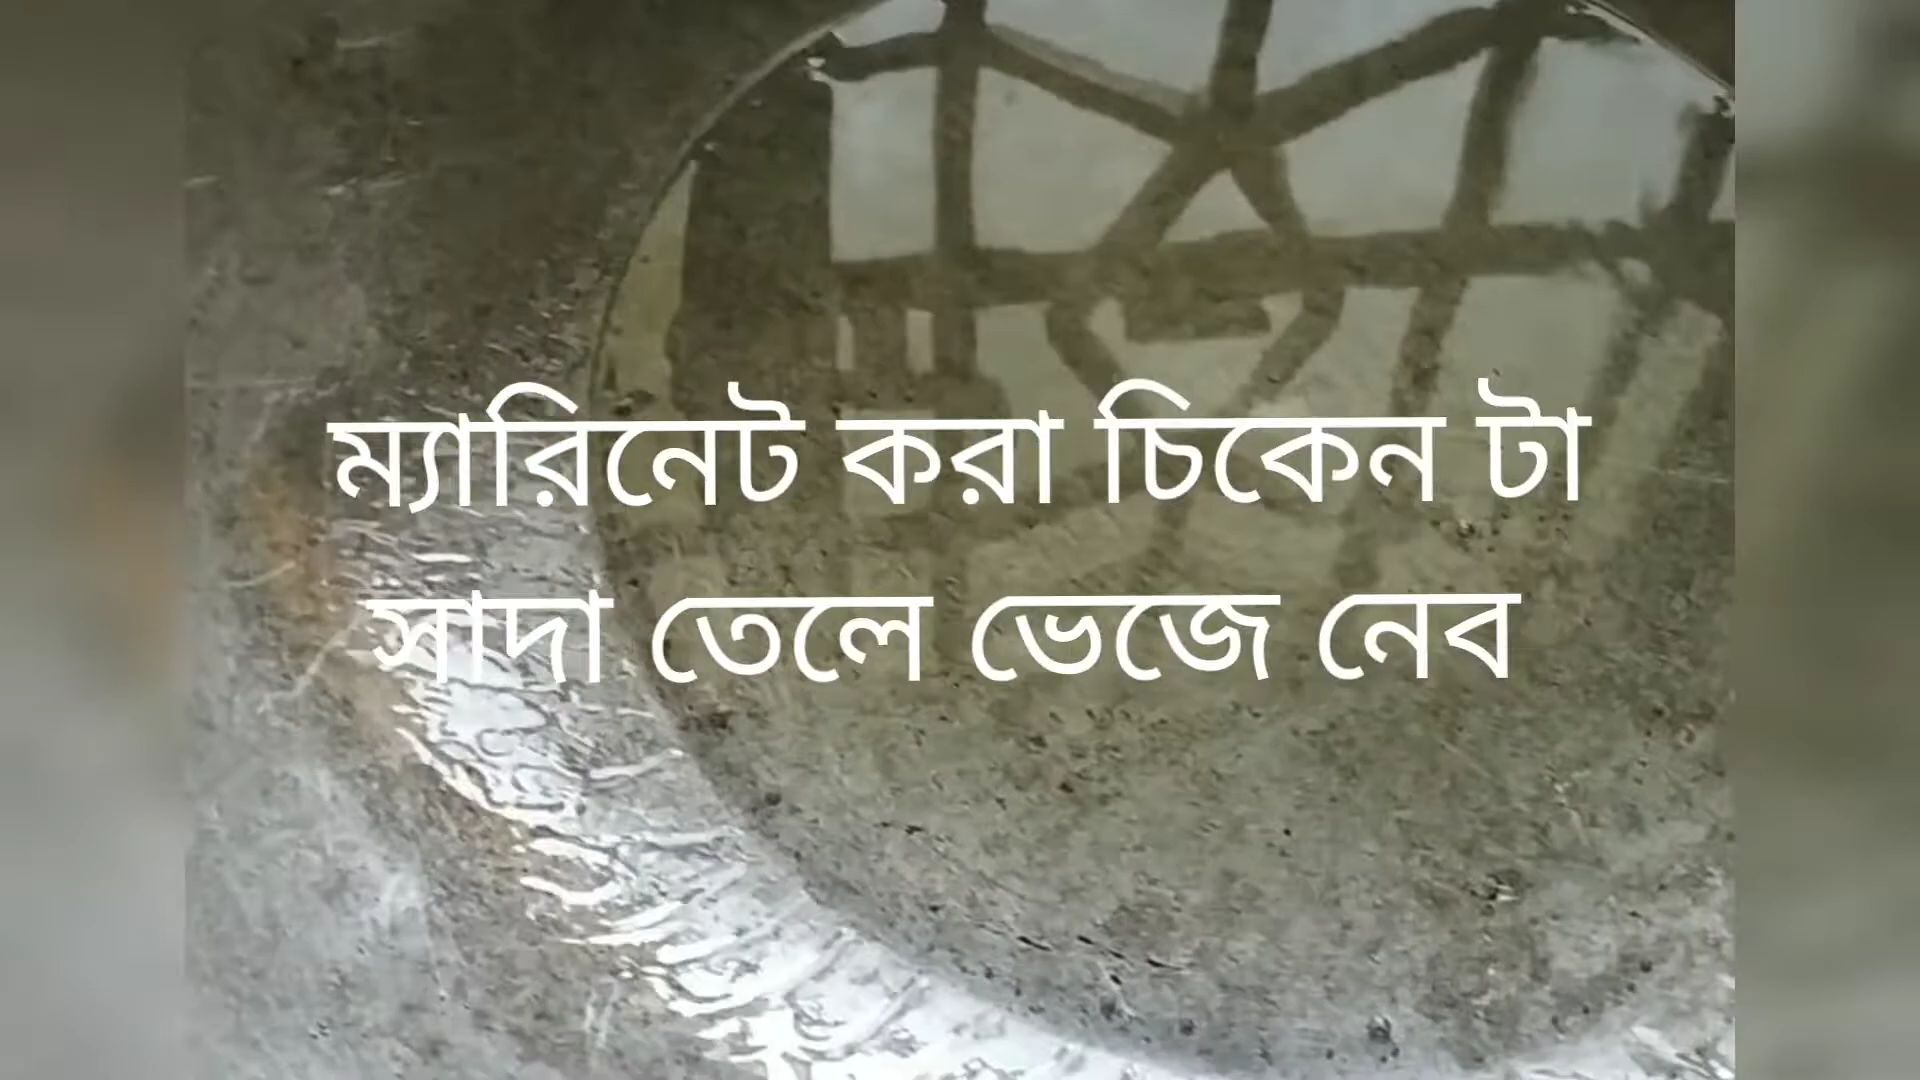 ম্যারিনেট করা চিকেন টা
সাদা তেলে ভেজে নেব